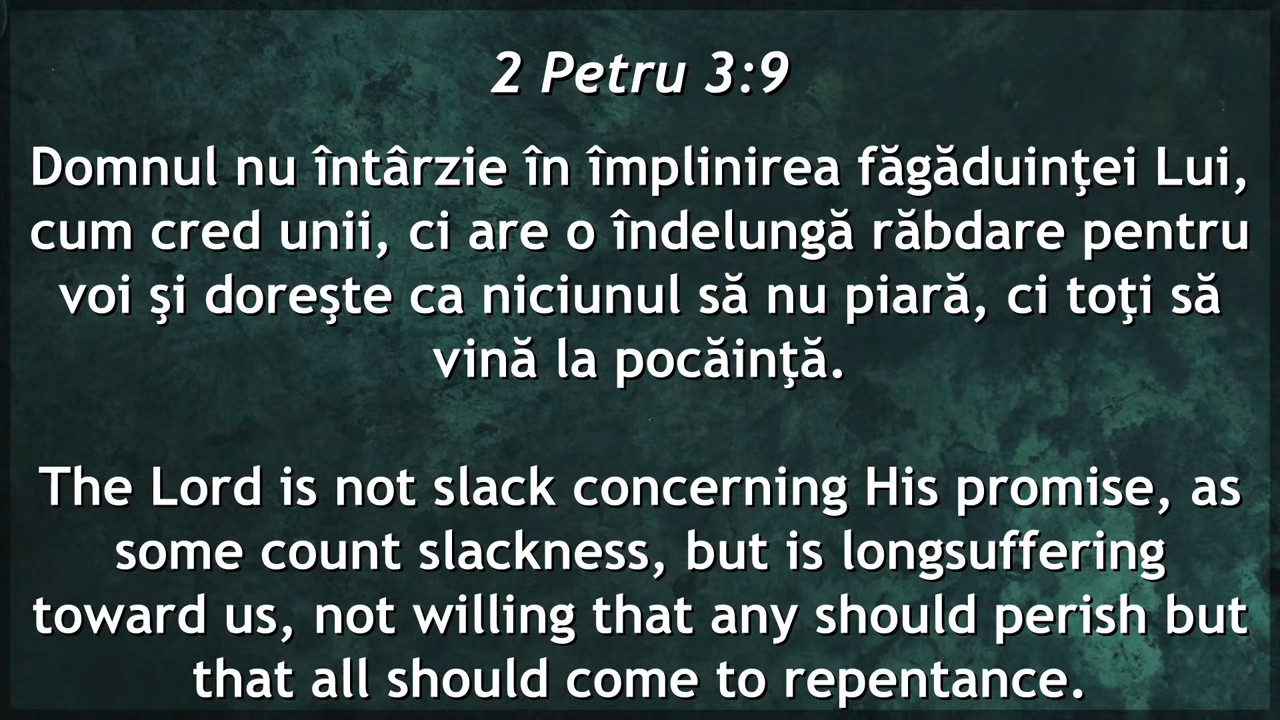 2 Petru 3:9
Domnul nu întârzie în împlinirea făgăduinţei Lui,
cum cred unii, ci are o îndelungă răbdare pentru
voi şi doreşte ca niciunul să nu piară, ci toţi să
vină la pocăinţă.
The Lord is not slack concerning His promise, as
some count slackness, but is longsuffering
toward us, not willing that any should perish but
that all should come to repentance.